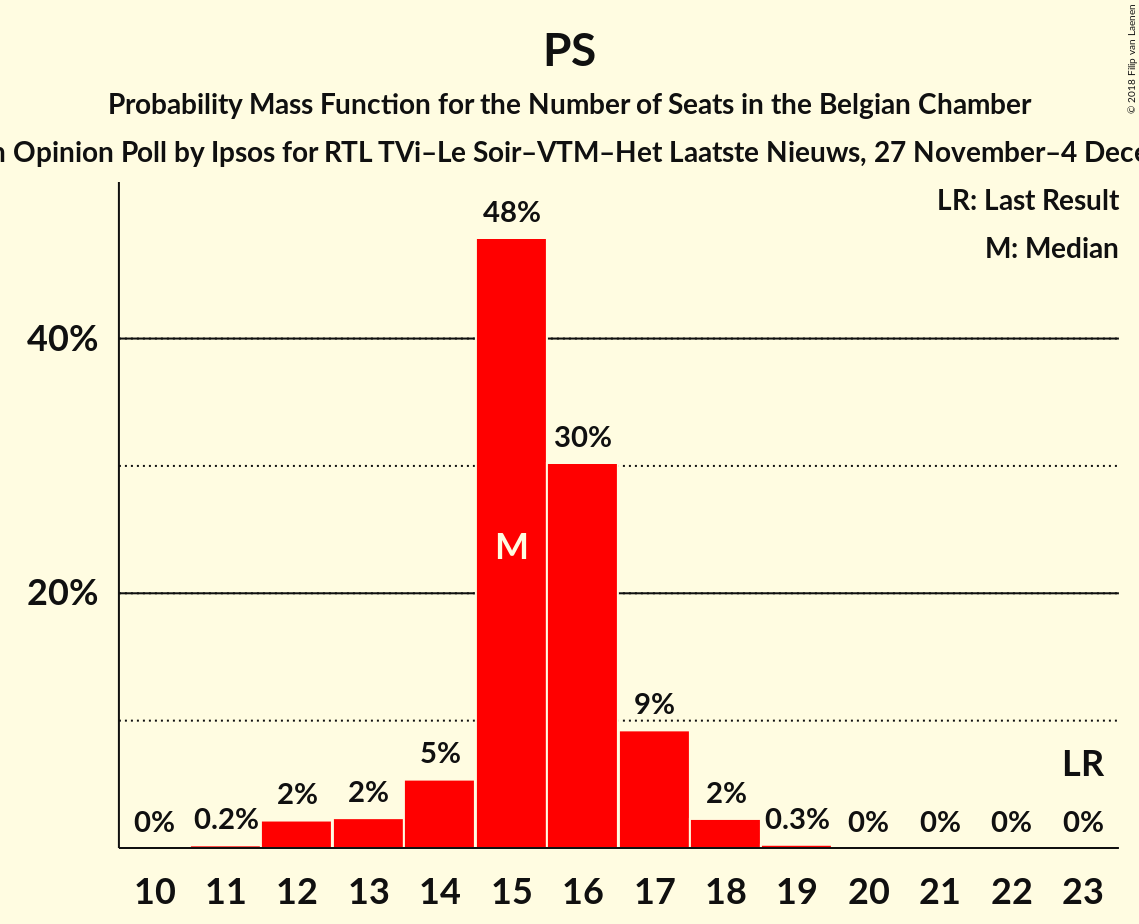 PS
Probability Mass Function for the Number of Seats in the Belgian Chamber
Opinion Poll by Ipsos for RTL TVi–Le Soir–VTM–Het Laatste Nieuws, 27 November–4
© 2018 Filip van Laenen
LR: Last Result
M: Median
48%
40%
30%
M
20%
9%
5%
LR
2%
2%
2%
0%
0.2%
0.3%
0%
0%
0%
0%
10 11 12 13 14 15 16 17 18 19 20 21 22 23